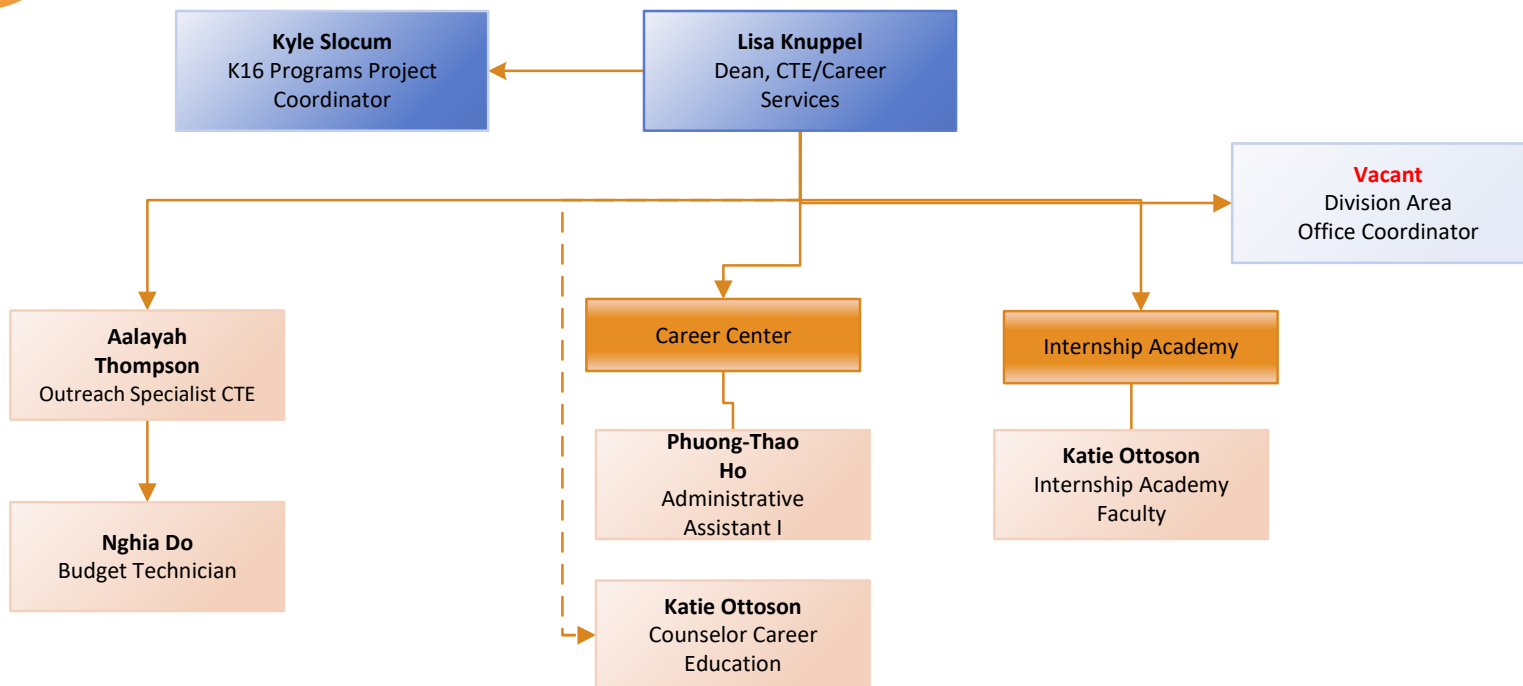 Kyle Slocum
K16 Programs Project
Coordinator
Lisa Knuppel
Dean, CTE/Career
Services
Vacant
Division Area
Office Coordinator
Aalayah
Thompson
Outreach Specialist CTE
Career Center
Internship Academy
Phuong-Thao
Ho
Administrative
Assistant I
Katie Ottoson
Internship Academy
Faculty
Nghia Do
Budget Technician
Katie Ottoson
Counselor Career
Education